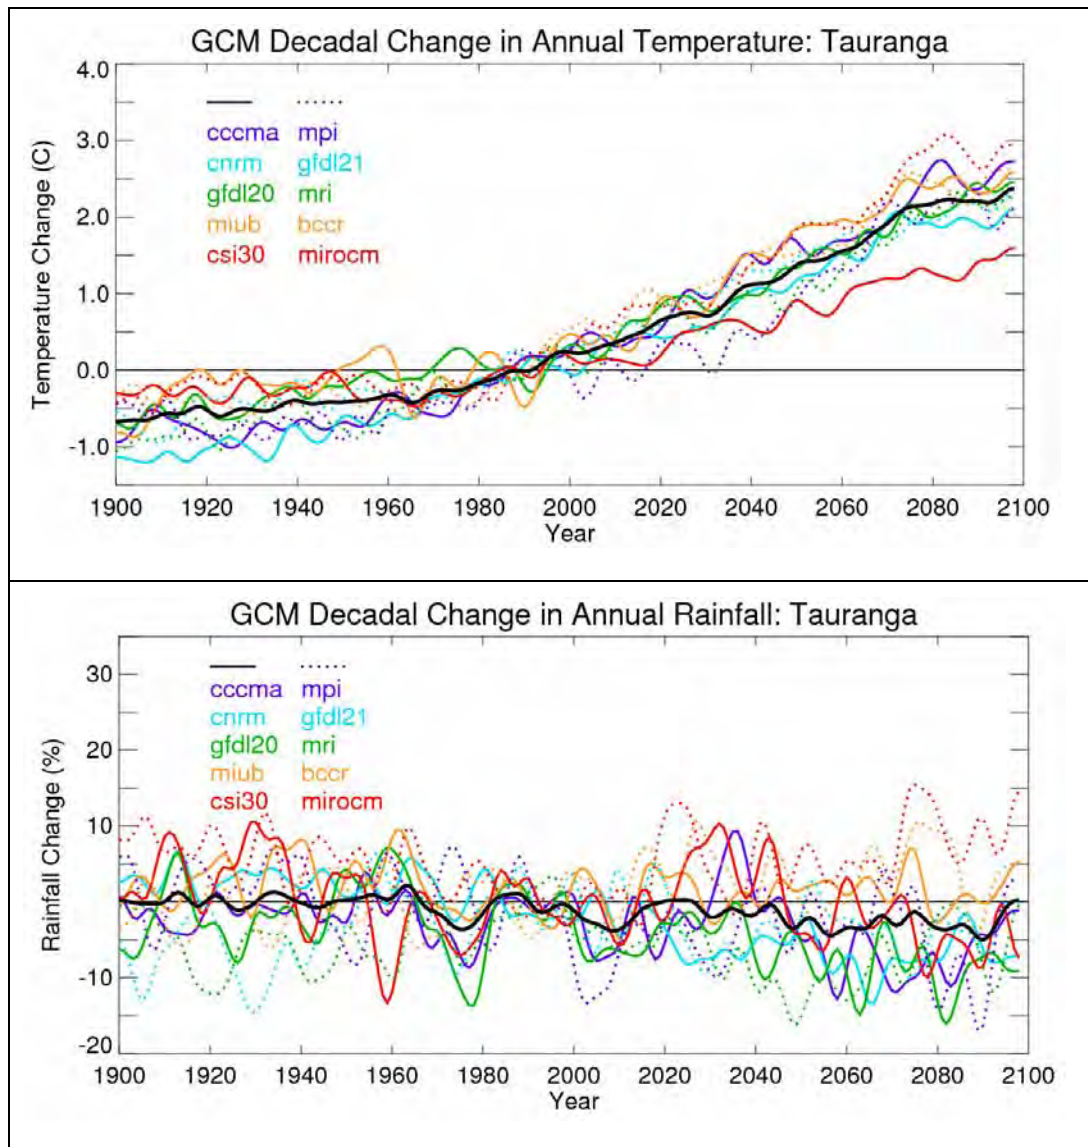 GCM Decadal Change in Annual Temperature: Tauranga
4.0
3.0
2.0
1.0
0.0
-1.0
Temperature Change (C)
cccma mpi
cnrm gfdl21
gfdl20 mri
miub bccr
csi30 mirocm
1900 1920 1940 1960 1980 2000 2020 2040 2060 2080 2100
Year
GCM Decadal Change in Annual Rainfall: Tauranga
30
20
10
0
-10
-20
Rainfall Change (%)
cccma mpi
cnrm gfdl21
gfdl20 mri
miub bccr
csi30 mirocm
1900 1920 1940 1960 1980 2000 2020 2040 2060 2080 2100
Year